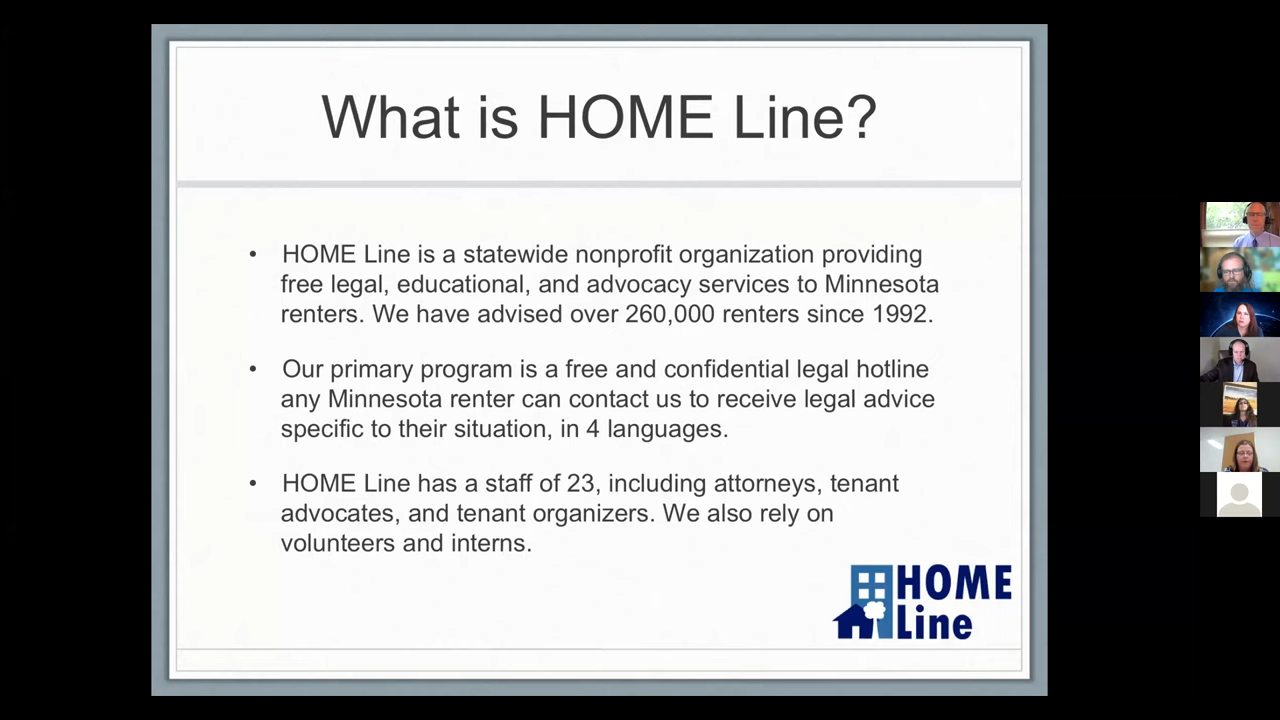 What is HOME Line?
• HOME Line is a statewide nonprofit organization providing
free legal, educational, and advocacy services to Minnesota
renters. We have advised over 260,000 renters since 1992.
• Our primary program is a free and confidential legal hotline
any Minnesota renter can contact us to receive legal advice
specific to their situation, in 4 languages.
• HOME Line has a staff of 23, including attorneys, tenant
advocates, and tenant organizers. We also rely on
volunteers and interns.
HOME
Line